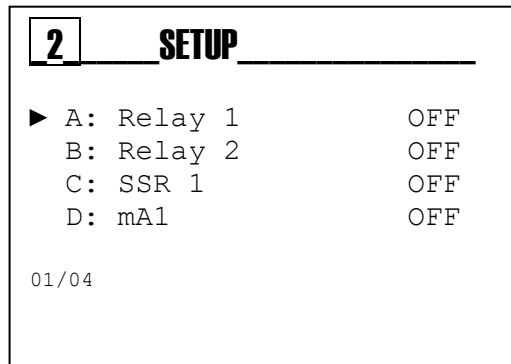 2 SETUP
► A: Relay 1 OFF
B: Relay 2 OFF
C: SSR 1 OFF
D: mA1 OFF
01/04